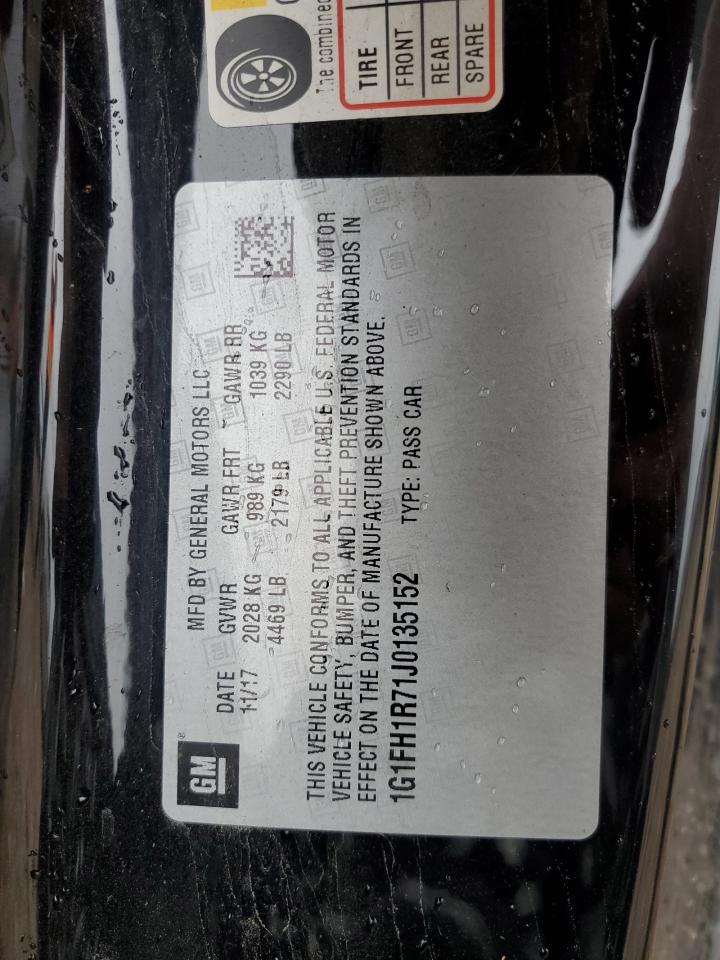 The combined
TIRE
FRONT
REAR
SPARE
GM
®
MFD BY GENERAL MOTORS LLC
DATE GVWR GAWR FRT GAWR RR
11/17 2028 KG 989 KG 1039 KG
4469 LB 2179 LB 2290 LB
THIS VEHICLE CONFORMS TO ALL APPLICABLE U.S. FEDERAL MOTOR
VEHICLE SAFETY, BUMPER, AND THEFT PREVENTION STANDARDS IN
EFFECT ON THE DATE OF MANUFACTURE SHOWN ABOVE.
1G1FH1R71J0135152 TYPE: PASS CAR